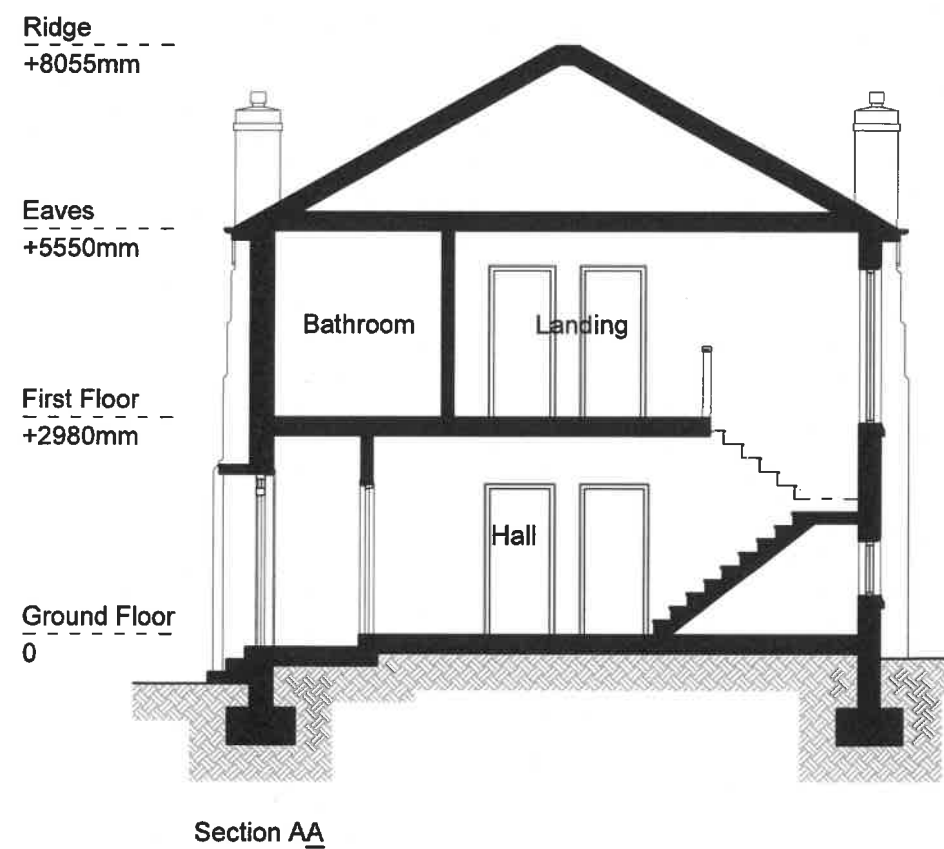 Ridge
+8055mm
Eaves
+5550mm
Bathroom
Landing
First Floor
+2980mm
Hall
Ground Floor
0
Section AA